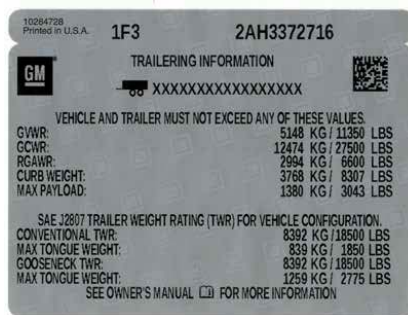 10264728
Printed in U.S.A.
1F3 2AH3372716
GM
TRAILERING INFORMATION
XXXXXXXXXXXXXXXXX
VEHICLE AND TRAILER MUST NOT EXCEED ANY OF THESE VALUES.
GVWR: 5148 KG / 11350 LBS
GCWR: 12474 KG / 27500 LBS
RGAWR: 2994 KG / 6600 LBS
CURB WEIGHT: 3768 KG / 8307 LBS
MAX PAYLOAD: 1380 KG / 3043 LBS
SAE J2807 TRAILER WEIGHT RATING (TWR) FOR VEHICLE CONFIGURATION.
CONVENTIONAL TWR: 8392 KG / 18500 LBS
MAX TONGUE WEIGHT: 839 KG / 1850 LBS
GOOSENECK TWR: 8392 KG / 18500 LBS
MAX TONGUE WEIGHT: 1259 KG / 2775 LBS
SEE OWNER'S MANUAL FOR MORE INFORMATION